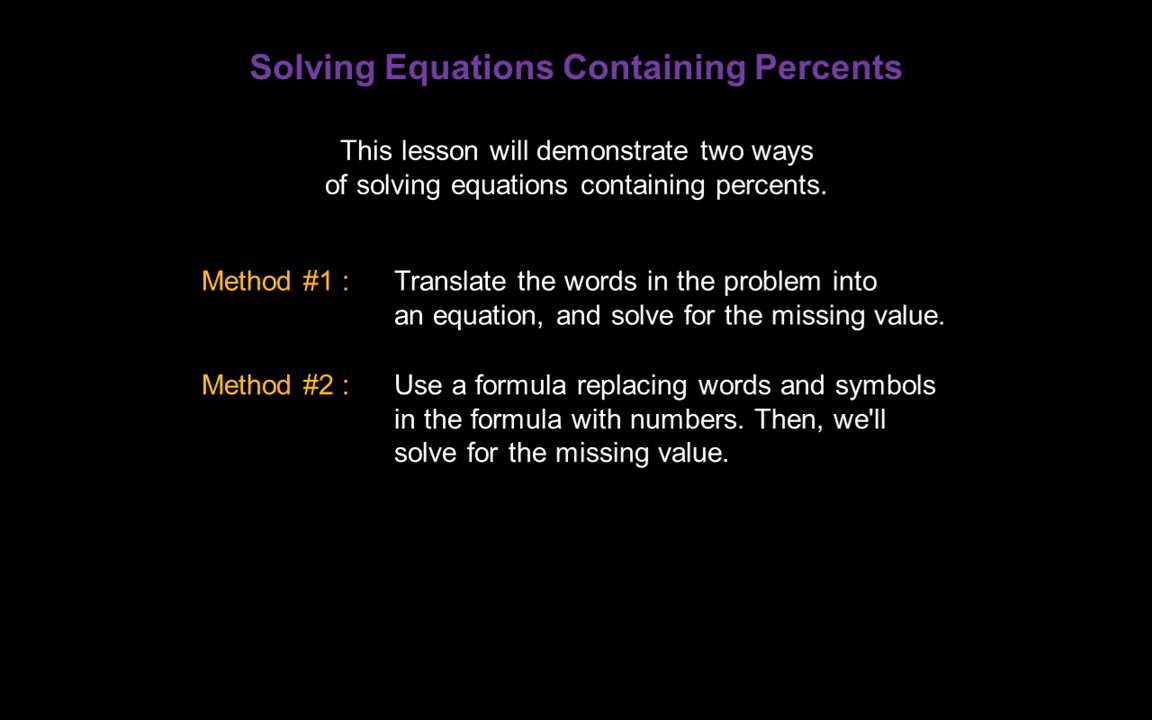 Solving Equations Containing Percents
This lesson will demonstrate two ways
of solving equations containing percents.
Method #1 : Translate the words in the problem into
an equation, and solve for the missing value.
Method #2 : Use a formula replacing words and symbols
in the formula with numbers. Then, we'll
solve for the missing value.